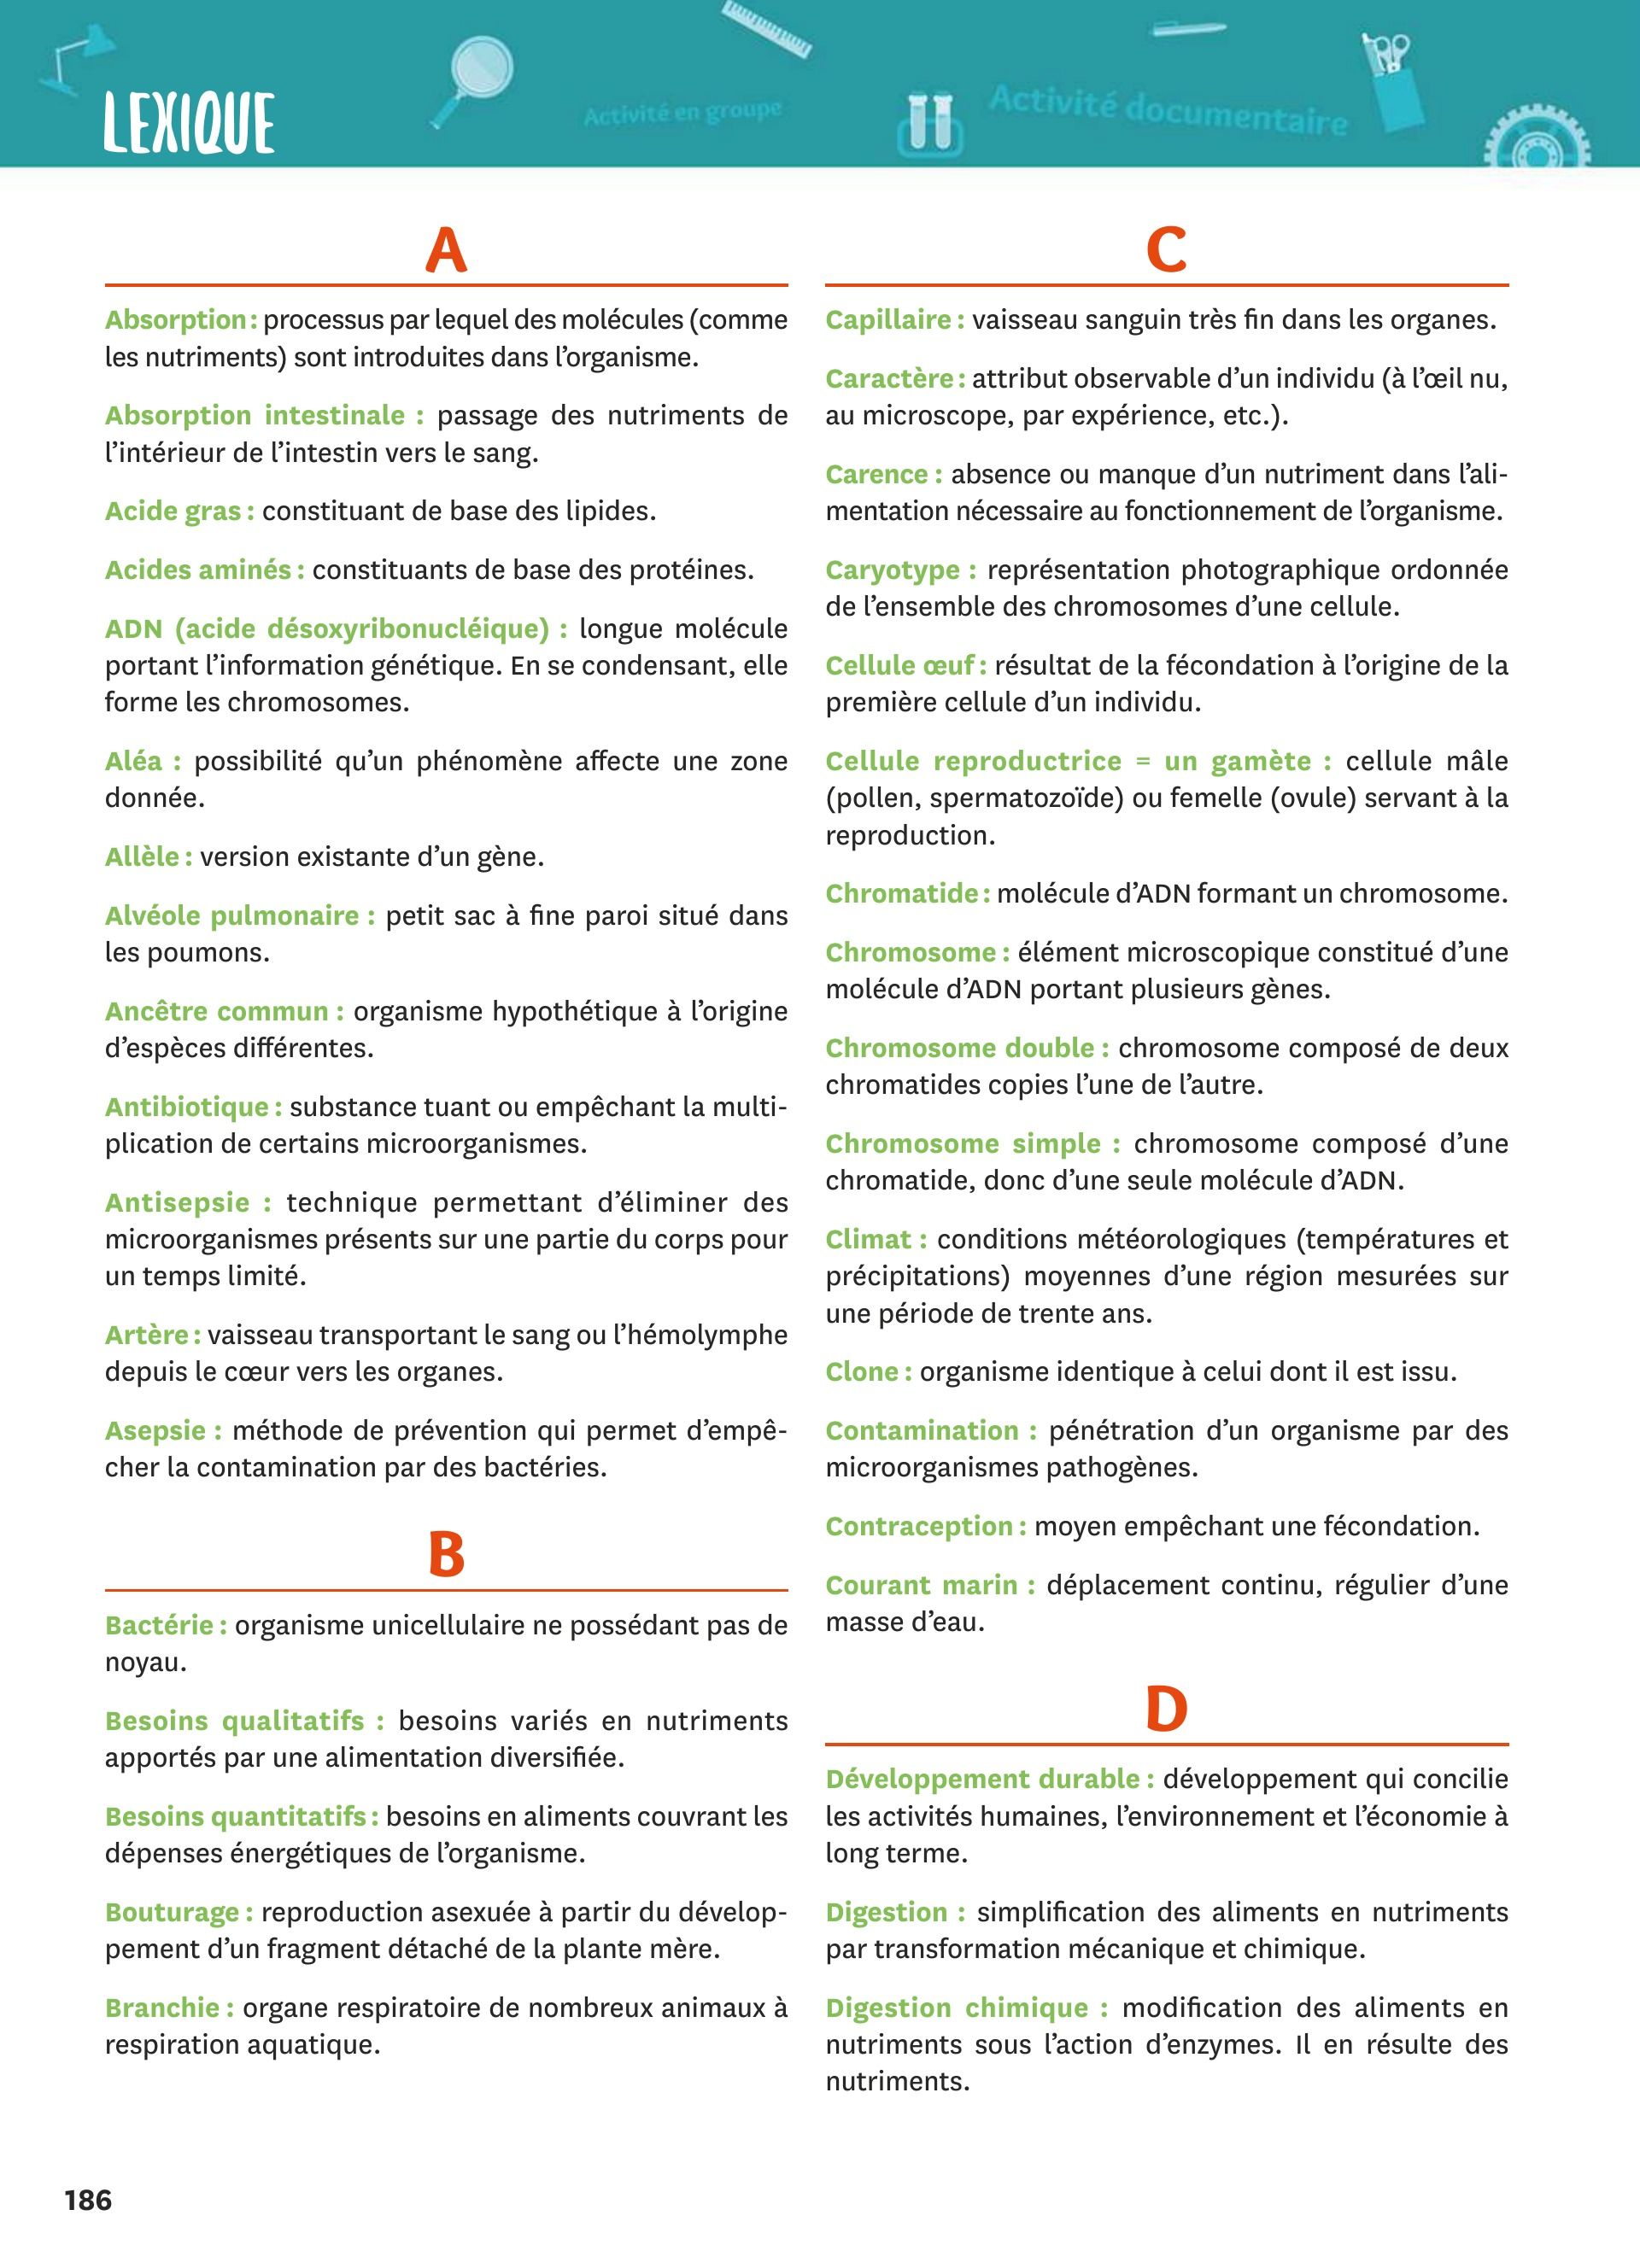 LEXIQUE
Activité en groupe
Activité documentaire
A
Absorption : processus par lequel des molécules (comme
les nutriments) sont introduites dans l’organisme.
Absorption intestinale : passage des nutriments de
l’intérieur de l’intestin vers le sang.
Acide gras : constituant de base des lipides.
Acides aminés : constituants de base des protéines.
ADN (acide désoxyribonucléique) : longue molécule
portant l’information génétique. En se condensant, elle
forme les chromosomes.
Aléa : possibilité qu’un phénomène affecte une zone
donnée.
Allèle : version existante d’un gène.
Alvéole pulmonaire : petit sac à fine paroi situé dans
les poumons.
Ancêtre commun : organisme hypothétique à l’origine
d’espèces différentes.
Antibiotique : substance tuant ou empêchant la multi-
plication de certains microorganismes.
Antisepsie : technique permettant d’éliminer des
microorganismes présents sur une partie du corps pour
un temps limité.
Artère : vaisseau transportant le sang ou l’hémolymphe
depuis le cœur vers les organes.
Asepsie : méthode de prévention qui permet d’empê-
cher la contamination par des bactéries.
B
Bactérie : organisme unicellulaire ne possédant pas de
noyau.
Besoins qualitatifs : besoins variés en nutriments
apportés par une alimentation diversifiée.
Besoins quantitatifs : besoins en aliments couvrant les
dépenses énergétiques de l’organisme.
Bouturage : reproduction asexuée à partir du dévelop-
pement d’un fragment détaché de la plante mère.
Branchie : organe respiratoire de nombreux animaux à
respiration aquatique.
C
Capillaire : vaisseau sanguin très fin dans les organes.
Caractère : attribut observable d’un individu (à l’œil nu,
au microscope, par expérience, etc.).
Carence : absence ou manque d’un nutriment dans l’ali-
mentation nécessaire au fonctionnement de l’organisme.
Caryotype : représentation photographique ordonnée
de l’ensemble des chromosomes d’une cellule.
Cellule œuf : résultat de la fécondation à l’origine de la
première cellule d’un individu.
Cellule reproductrice = un gamète : cellule mâle
(pollen, spermatozoïde) ou femelle (ovule) servant à la
reproduction.
Chromatide : molécule d’ADN formant un chromosome.
Chromosome : élément microscopique constitué d’une
molécule d’ADN portant plusieurs gènes.
Chromosome double : chromosome composé de deux
chromatides copies l’une de l’autre.
Chromosome simple : chromosome composé d’une
chromatide, donc d’une seule molécule d’ADN.
Climat : conditions météorologiques (températures et
précipitations) moyennes d’une région mesurées sur
une période de trente ans.
Clone : organisme identique à celui dont il est issu.
Contamination : pénétration d’un organisme par des
microorganismes pathogènes.
Contraception : moyen empêchant une fécondation.
Courant marin : déplacement continu, régulier d’une
masse d’eau.
D
Développement durable : développement qui concilie
les activités humaines, l’environnement et l’économie à
long terme.
Digestion : simplification des aliments en nutriments
par transformation mécanique et chimique.
Digestion chimique : modification des aliments en
nutriments sous l’action d’enzymes. Il en résulte des
nutriments.
186